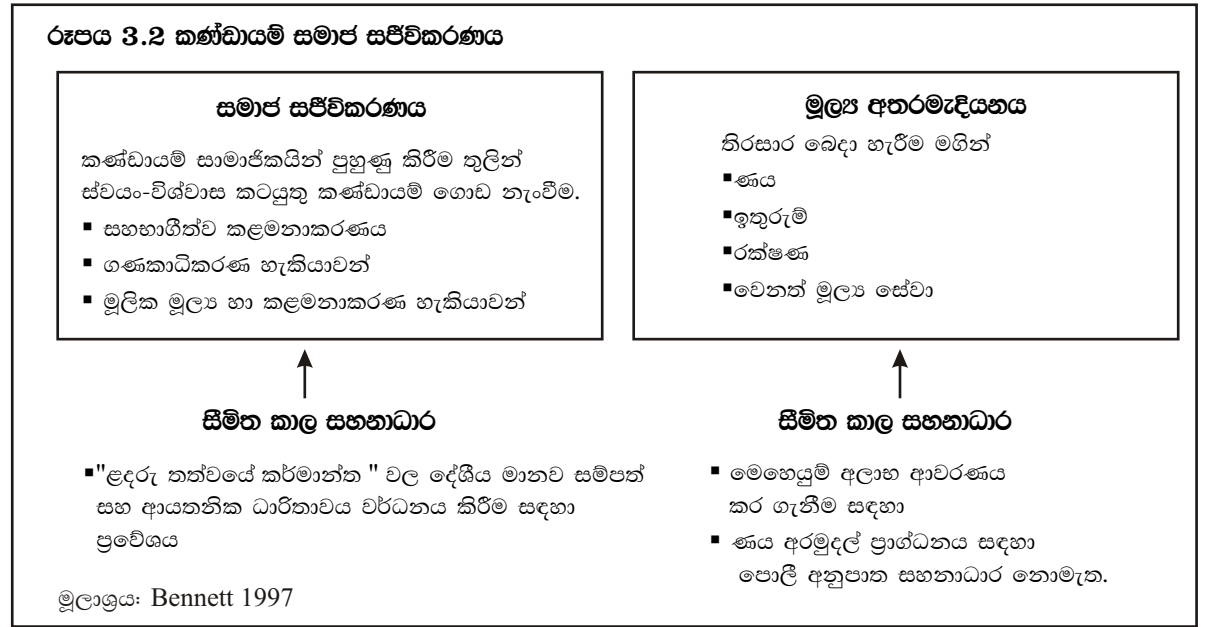 රූපය 3.2 කණ්ඩායම් සමාජ සජීවිකරණය
සමාජ සජීවිකරණය
කණ්ඩායම් සාමාජිකයින් පුහුණු කිරීම තුලින්
ස්වයං-විශ්වාස කටයුතු කණ්ඩායම් ගොඩ නැංවීම.
▪ සහභාගීත්ව කළමනාකරණය
▪ ගණකාධිකරණ හැකියාවන්
▪ මූලික මූල්‍ය හා කළමනාකරණ හැකියාවන්
සීමිත කාල සහනාධාර
▪"ළදරු තත්වයේ කර්මාන්ත " වල දේශීය මානව සම්පත්
සහ ආයතනික ධාරිතාවය වර්ධනය කිරීම සඳහා
ප්‍රවේශය
මූල්‍ය අතරමැදියනය
තිරසාර බෙදා හැරීම මගින්
▪ණය
▪ඉතුරුම්
▪රක්ෂණ
▪වෙනත් මූල්‍ය සේවා
සීමිත කාල සහනාධාර
▪ මෙහෙයුම් අලාභ ආවරණය
කර ගැනීම සඳහා
▪ ණය අරමුදල් ප්‍රාග්ධනය සඳහා
පොලී අනුපාත සහනාධාර නොමැත.
මූලාශ්‍රය: Bennett 1997